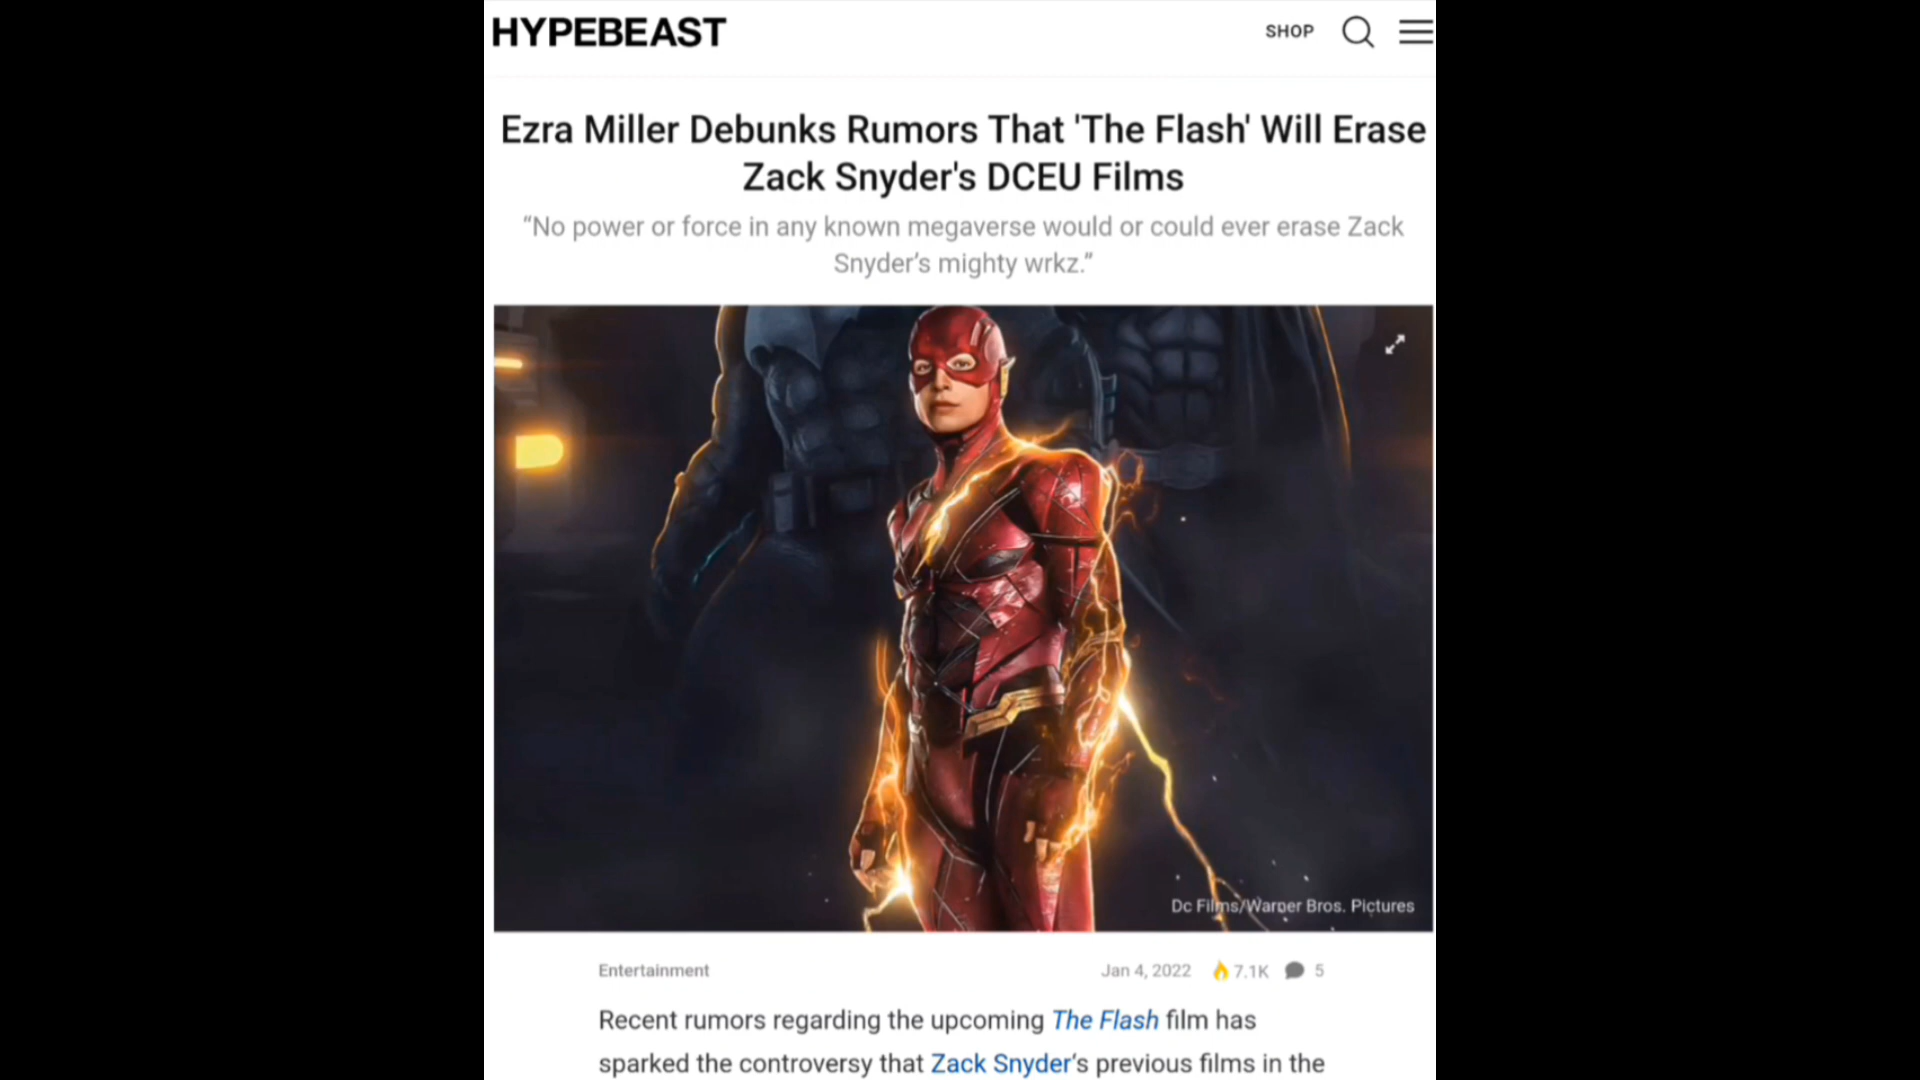 HYPEBEAST
SHOP
Ezra Miller Debunks Rumors That 'The Flash' Will Erase
Zack Snyder's DCEU Films
“No power or force in any known megaverse would or could ever erase Zack
Snyder’s mighty wrkz.”
Dc Films/Warner Bros. Pictures
Entertainment
Jan 4, 2022 7.1K 5
Recent rumors regarding the upcoming The Flash film has
sparked the controversy that Zack Snyder‘s previous films in the